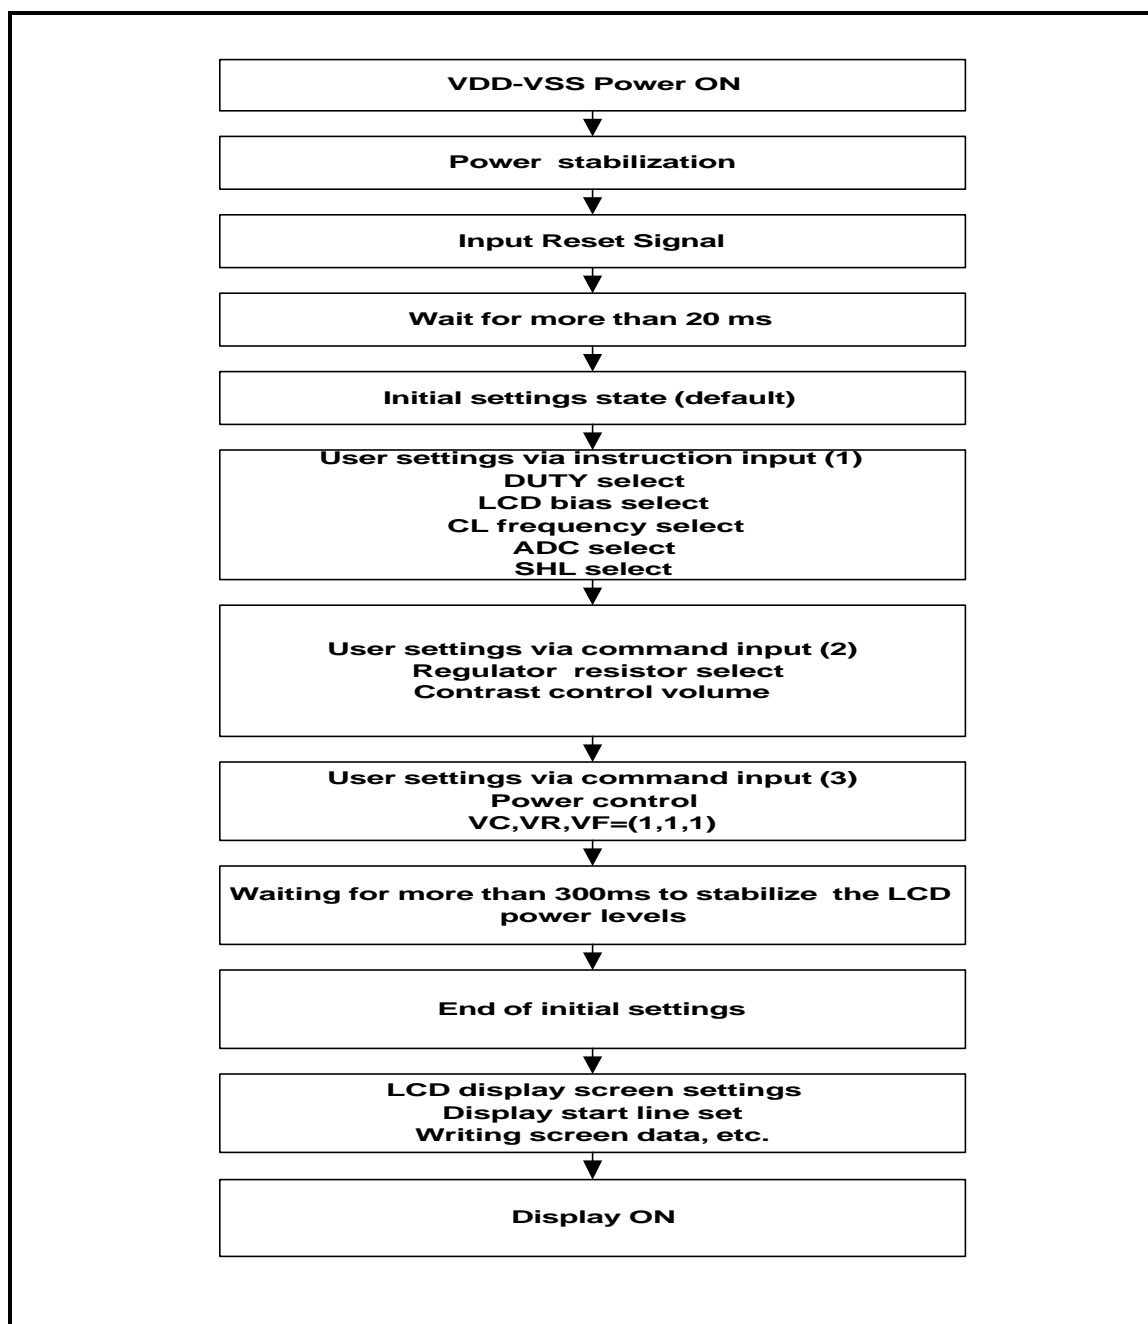 VDD-VSS Power ON
Power stabilization
Input Reset Signal
Wait for more than 20 ms
Initial settings state (default)
User settings via instruction input (1)
DUTY select
LCD bias select
CL frequency select
ADC select
SHL select
User settings via command input (2)
Regulator resistor select
Contrast control volume
User settings via command input (3)
Power control
VC,VR,VF=(1,1,1)
Waiting for more than 300ms to stabilize the LCD
power levels
End of initial settings
LCD display screen settings
Display start line set
Writing screen data, etc.
Display ON